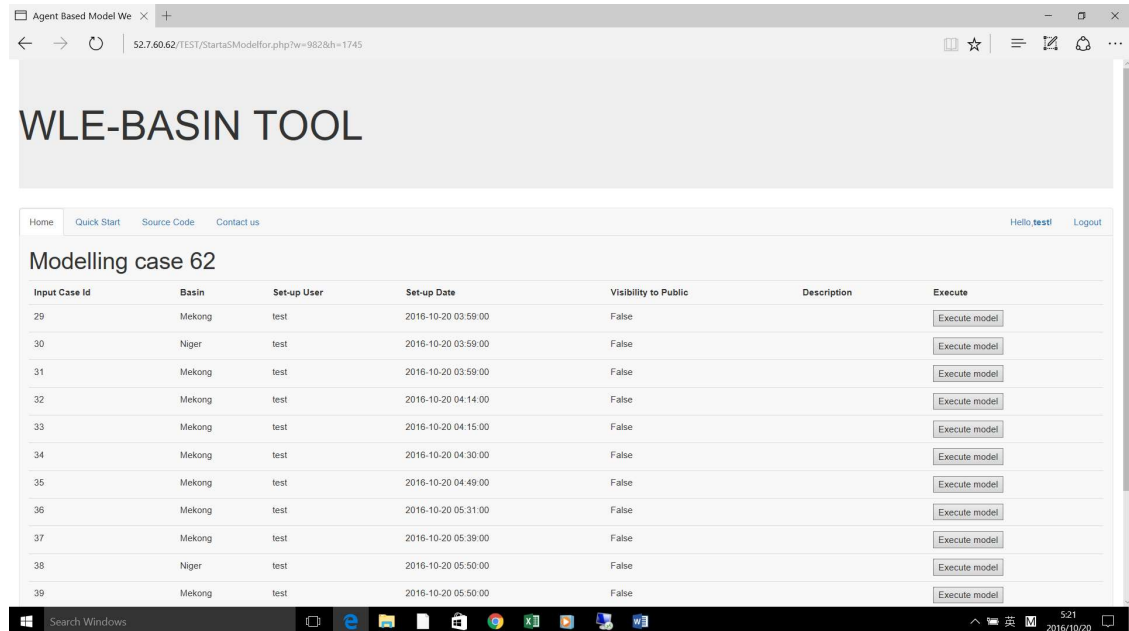 Agent Based Model We
52.7.60.62/TEST/StartaSModelfor.php?w=982&h=1745
WLE-BASIN TOOL
Home Quick Start Source Code Contact us Hello,test! Logout
Modelling case 62
Input Case Id Basin Set-up User Set-up Date Visibility to Public Description Execute
29 Mekong test 2016-10-20 03:59:00 False Execute model
30 Niger test 2016-10-20 03:59:00 False Execute model
31 Mekong test 2016-10-20 03:59:00 False Execute model
32 Mekong test 2016-10-20 04:14:00 False Execute model
33 Mekong test 2016-10-20 04:15:00 False Execute model
34 Mekong test 2016-10-20 04:30:00 False Execute model
35 Mekong test 2016-10-20 04:49:00 False Execute model
36 Mekong test 2016-10-20 05:31:00 False Execute model
37 Mekong test 2016-10-20 05:39:00 False Execute model
38 Niger test 2016-10-20 05:50:00 False Execute model
39 Mekong test 2016-10-20 05:50:00 False Execute model
Search Windows 英 M 5:21
2016/10/20